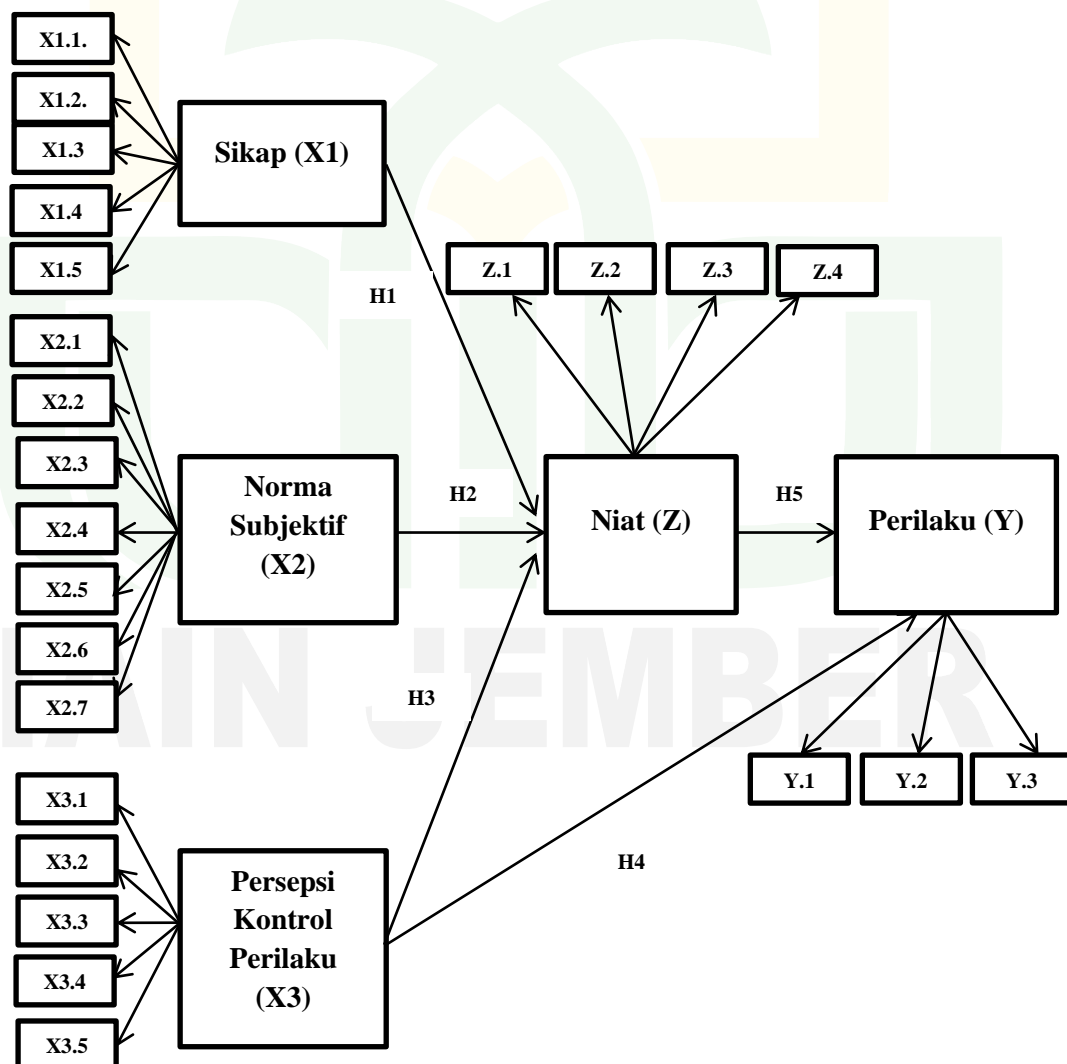 X1.1.
X1.2.
X1.3
X1.4
X1.5
Sikap (X1)
H1
Z.1
Z.2
Z.3
Z.4
X2.1
X2.2
X2.3
X2.4
X2.5
X2.6
X2.7
Norma
Subjektif
(X2)
H2
Niat (Z)
H5
Perilaku (Y)
H3
IAIN JEMBER
Y.1
Y.2
Y.3
X3.1
X3.2
X3.3
X3.4
X3.5
Persepsi
Kontrol
Perilaku
(X3)
H4